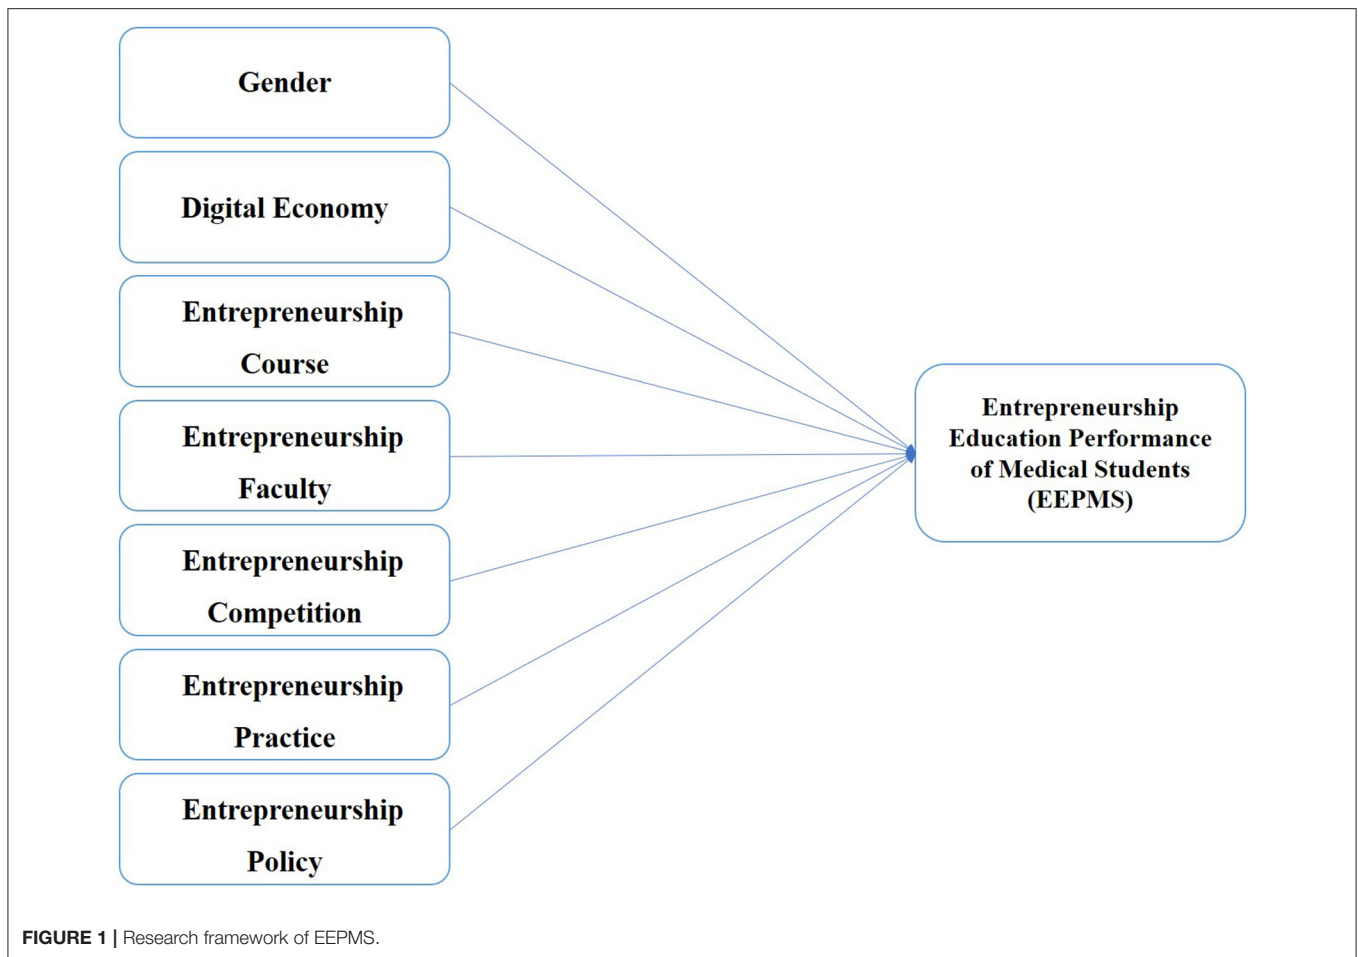 Gender
Digital Economy
Entrepreneurship
Course
Entrepreneurship
Faculty
Entrepreneurship
Competition
Entrepreneurship
Practice
Entrepreneurship
Policy
Entrepreneurship
Education Performance
of Medical Students
(EEPMS)
FIGURE 1 | Research framework of EEPMS.